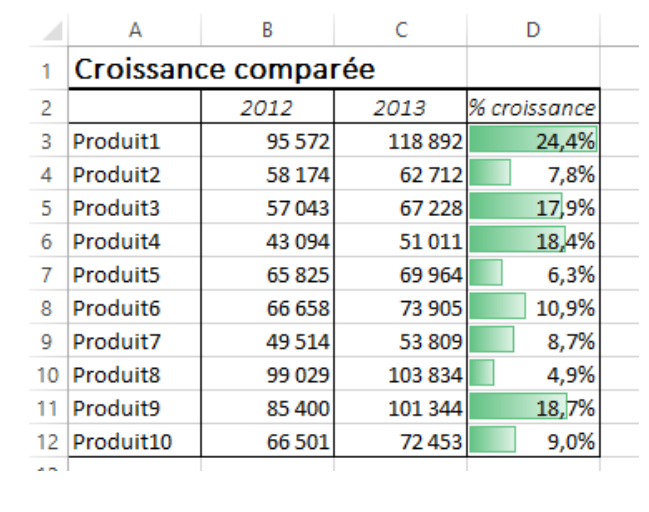 A B C D
1 Croissance comparée
2 2012 2013 % croissance
3 Produit1 95 572 118 892 24,4%
4 Produit2 58 174 62 712 7,8%
5 Produit3 57 043 67 228 17,9%
6 Produit4 43 094 51 011 18,4%
7 Produit5 65 825 69 964 6,3%
8 Produit6 66 658 73 905 10,9%
9 Produit7 49 514 53 809 8,7%
10 Produit8 99 029 103 834 4,9%
11 Produit9 85 400 101 344 18,7%
12 Produit10 66 501 72 453 9,0%